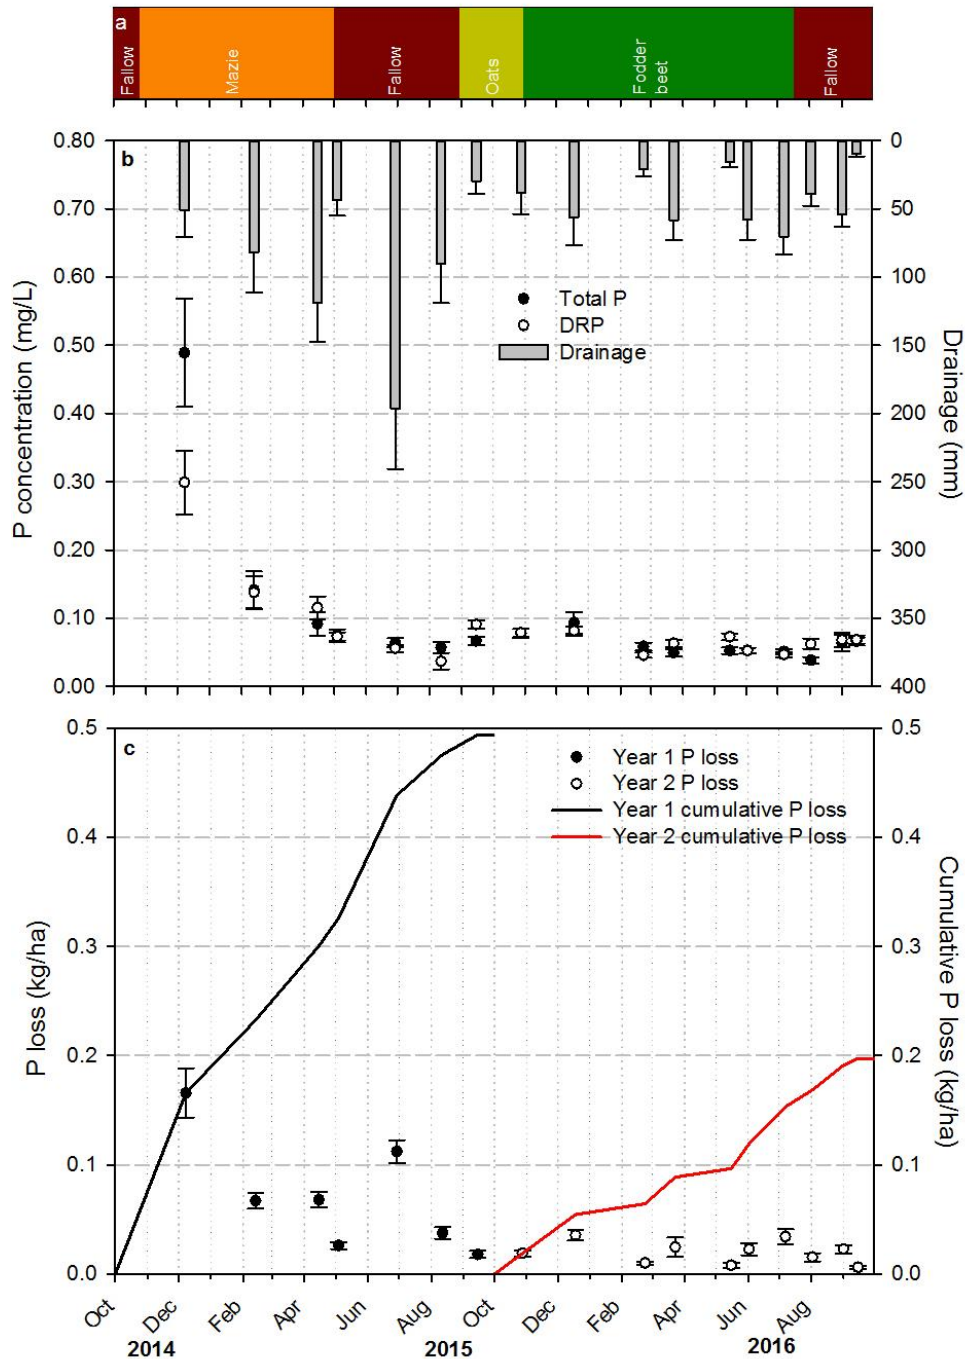 a
Fallow
Mazie
Fallow
Oats
Fodder
beet
Fallow
b
0.80
0.70
0.60
0.50
0.40
0.30
0.20
0.10
0.00
P concentration (mg/L)
Total P
DRP
Drainage
0
50
100
150
200
250
300
350
400
Drainage (mm)
c
0.5
0.4
0.3
0.2
0.1
0.0
P loss (kg/ha)
Year 1 P loss
Year 2 P loss
Year 1 cumulative P loss
Year 2 cumulative P loss
0.5
0.4
0.3
0.2
0.1
0.0
Cumulative P loss (kg/ha)
Oct
Dec
Feb
Apr
Jun
Aug
Oct
Dec
Feb
Apr
Jun
Aug
2014
2015
2016